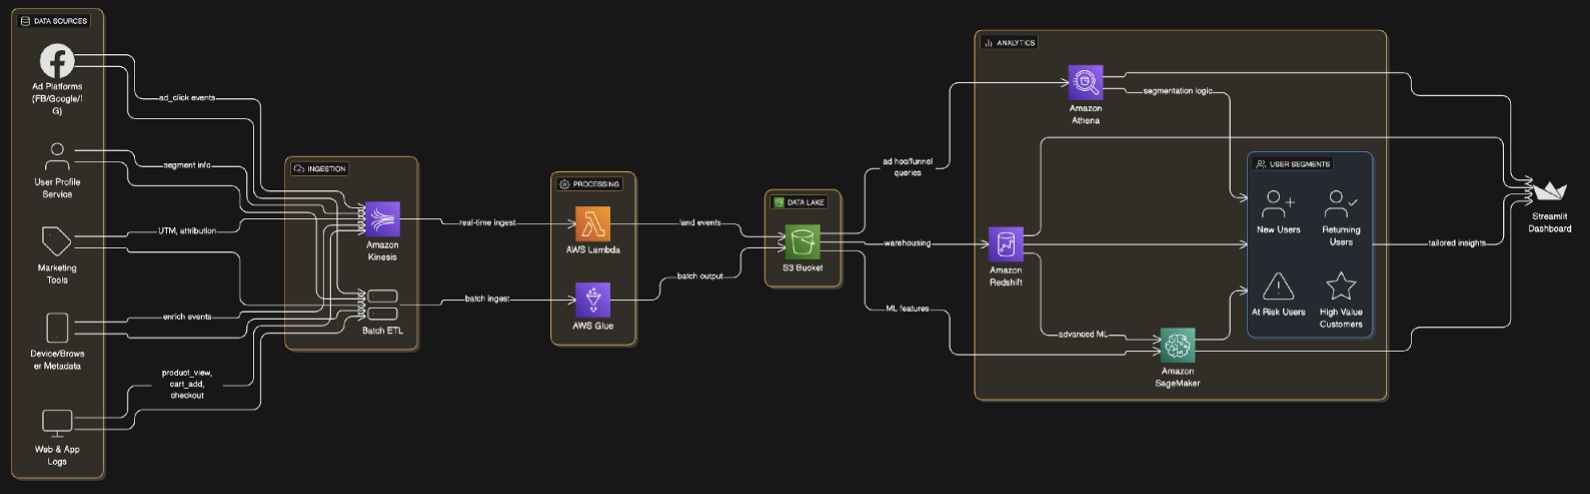 DATA SOURCES
Ad Platforms
(FB/Google/I
G)
User Profile
Service
Marketing
Tools
Device/Brows
er Metadata
Web & App
Logs
ad_click events
segment info
UTM, attribution
enrich events
product_view,
cart_add,
checkout
INGESTION
Amazon
Kinesis
Batch ETL
real-time ingest
batch ingest
PROCESSING
AWS Lambda
AWS Glue
land events
batch output
DATA LAKE
S3 Bucket
ad hoc/funnel
queries
warehousing
ML features
ANALYTICS
Amazon
Athena
segmentation logic
Amazon
Redshift
advanced ML
Amazon
SageMaker
USER SEGMENTS
New Users
Returning
Users
At Risk Users
High Value
Customers
tailored insights
Streamlit
Dashboard